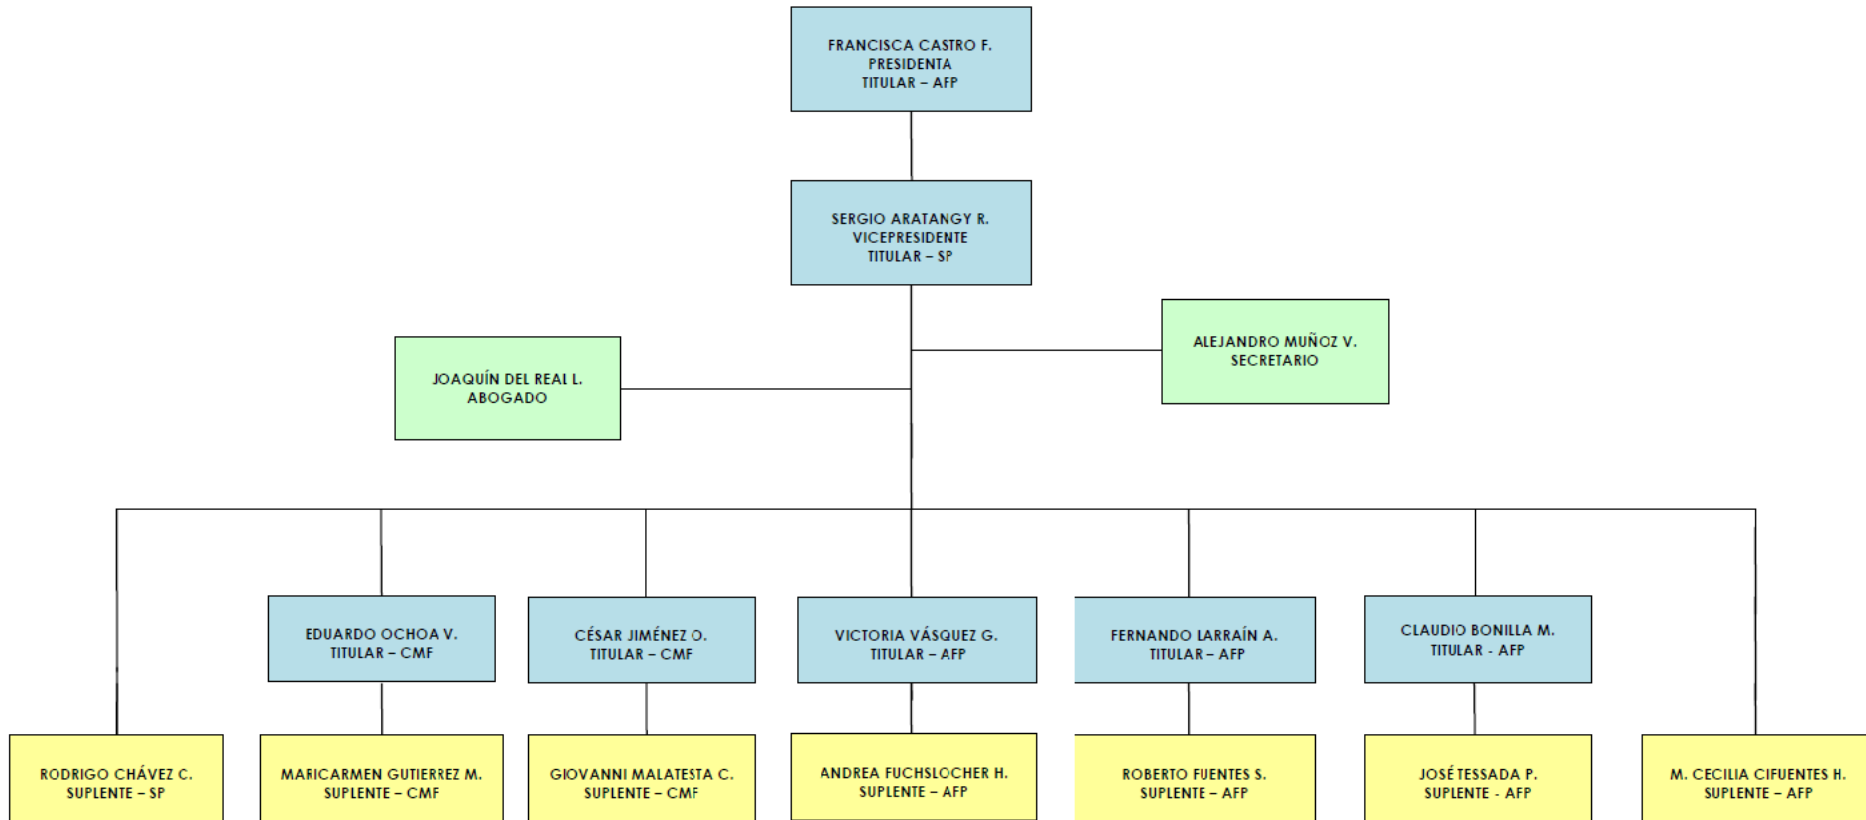 FRANCISCA CASTRO F.
PRESIDENTA
TITULAR – AFP
SERGIO ARATANGY R.
VICEPRESIDENTE
TITULAR – SP
ALEJANDRO MUÑOZ V.
SECRETARIO
JOAQUÍN DEL REAL L.
ABOGADO
EDUARDO OCHOA V.
TITULAR – CMF
CÉSAR JIMÉNEZ O.
TITULAR – CMF
VICTORIA VÁSQUEZ G.
TITULAR – AFP
FERNANDO LARRAÍN A.
TITULAR – AFP
CLAUDIO BONILLA M.
TITULAR - AFP
RODRIGO CHÁVEZ C.
SUPLENTE – SP
MARICARMEN GUTIERREZ M.
SUPLENTE – CMF
GIOVANNI MALATESTA C.
SUPLENTE – CMF
ANDREA FUCHSLOCHER H.
SUPLENTE – AFP
ROBERTO FUENTES S.
SUPLENTE – AFP
JOSÉ TESSADA P.
SUPLENTE - AFP
M. CECILIA CIFUENTES H.
SUPLENTE – AFP